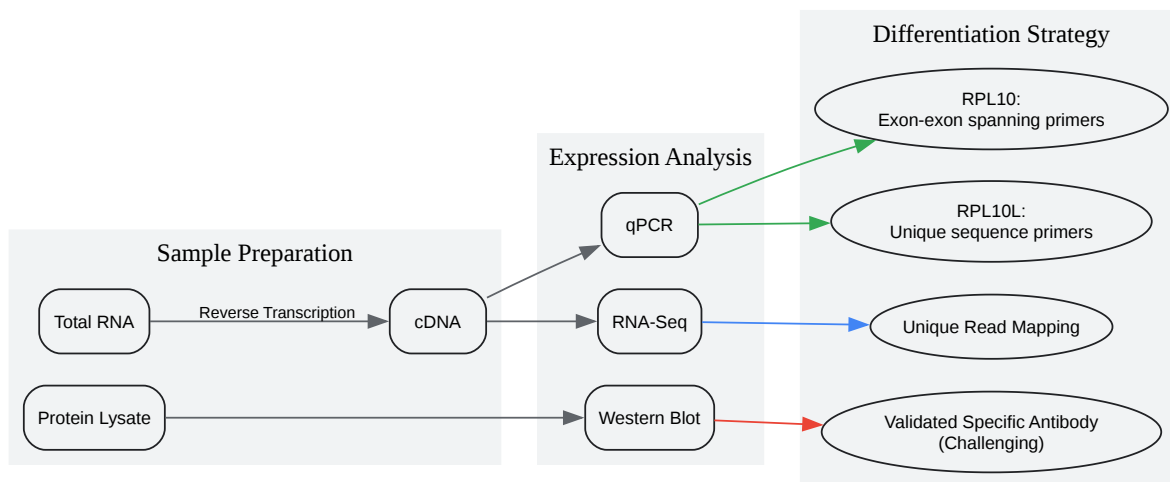 Differentiation Strategy
RPL10:
Exon-exon spanning primers
Expression Analysis
qPCR
RPL10L:
Unique sequence primers
Sample Preparation
Total RNA
Reverse Transcription
cDNA
RNA-Seq
Unique Read Mapping
Protein Lysate
Western Blot
Validated Specific Antibody
(Challenging)